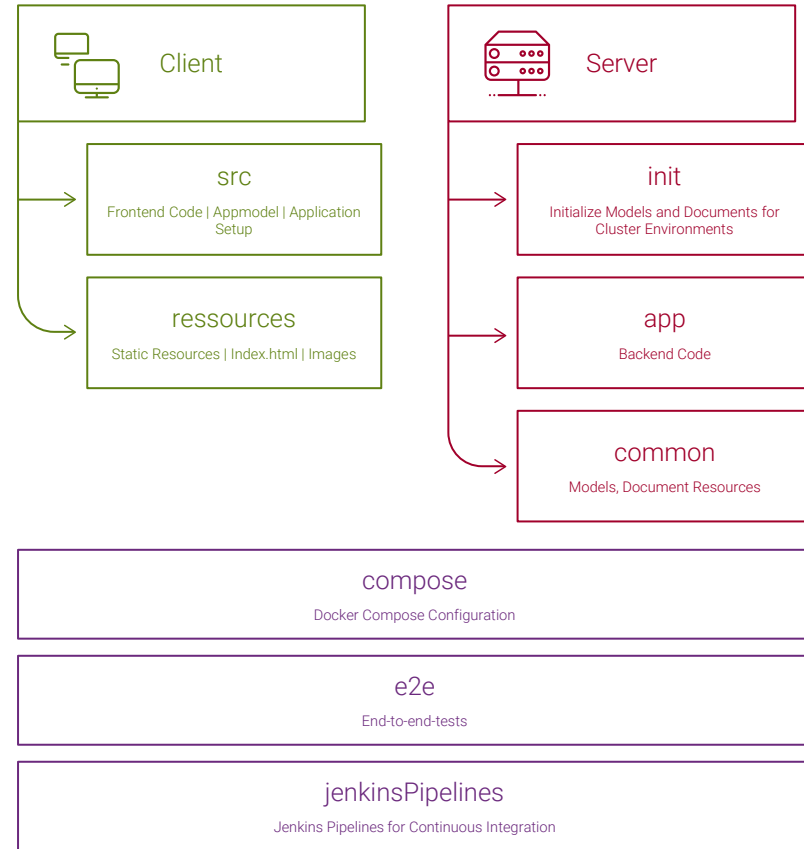 Client
src
Frontend Code | Appmodel | Application
Setup
ressources
Static Resources | Index.html | Images
Server
init
Initialize Models and Documents for
Cluster Environments
app
Backend Code
common
Models, Document Resources
compose
Docker Compose Configuration
e2e
End-to-end-tests
jenkinsPipelines
Jenkins Pipelines for Continuous Integration